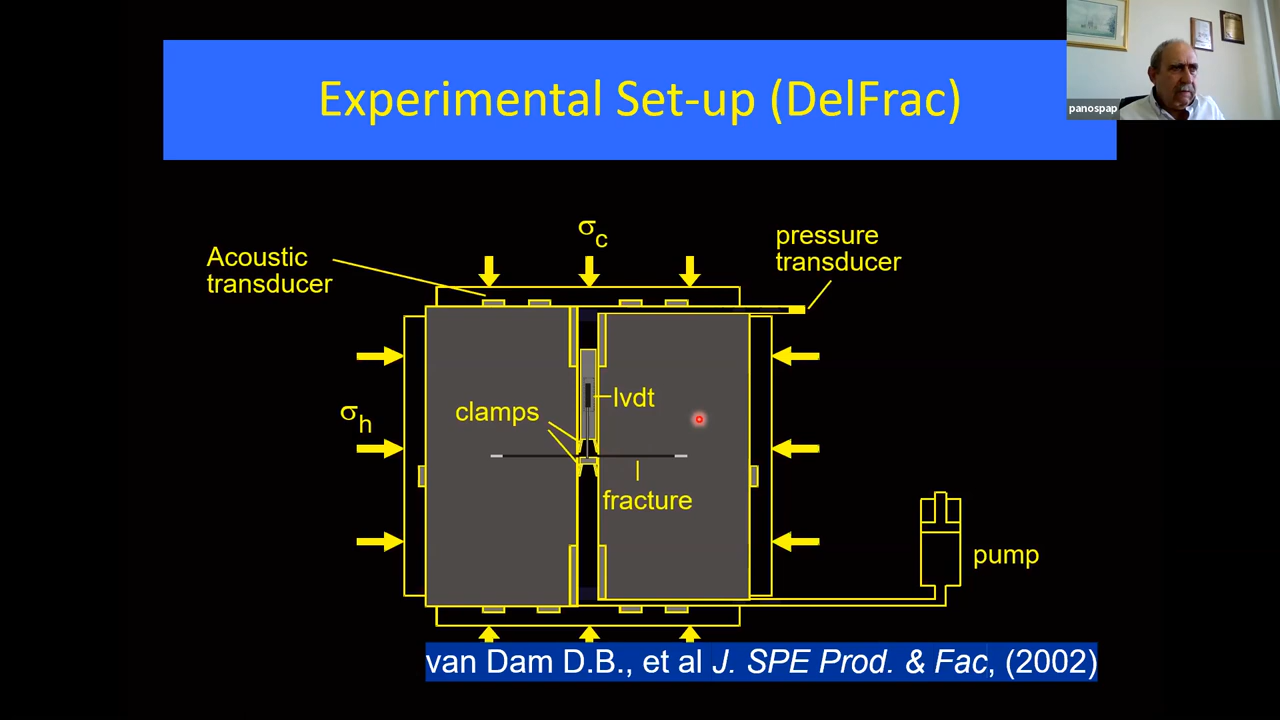 Experimental Set-up (DelFrac)
panospap
σc
Acoustic
transducer
pressure
transducer
lvdt
clamps
σh
fracture
pump
van Dam D.B., et al J. SPE Prod. & Fac, (2002)